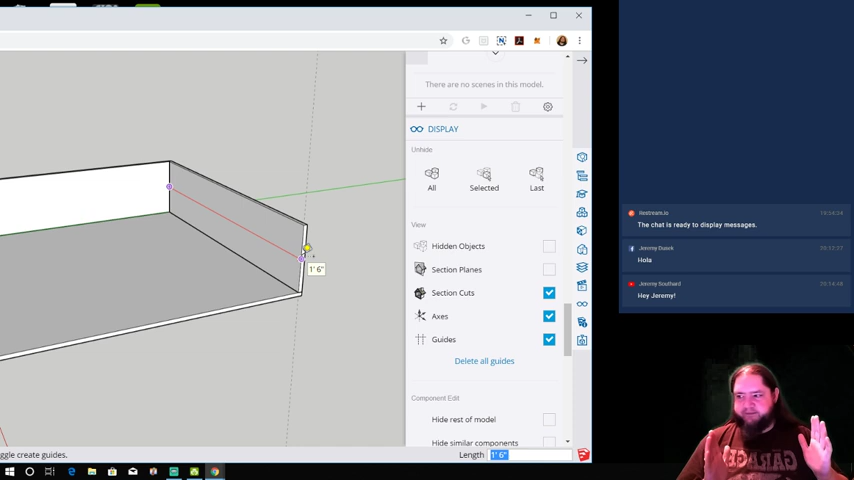 There are no scenes in this model.
DISPLAY
Unhide
All
Selected
Last
View
Hidden Objects
Section Planes
Section Cuts
Axes
Guides
Delete all guides
Component Edit
Hide rest of model
Hide similar components
1' 6"
ggle create guides.
Length 1' 6"
Restream.io
The chat is ready to display messages.
Jeremy Dusek
Hola
Jeremy Southard
Hey Jeremy!
GARAGE